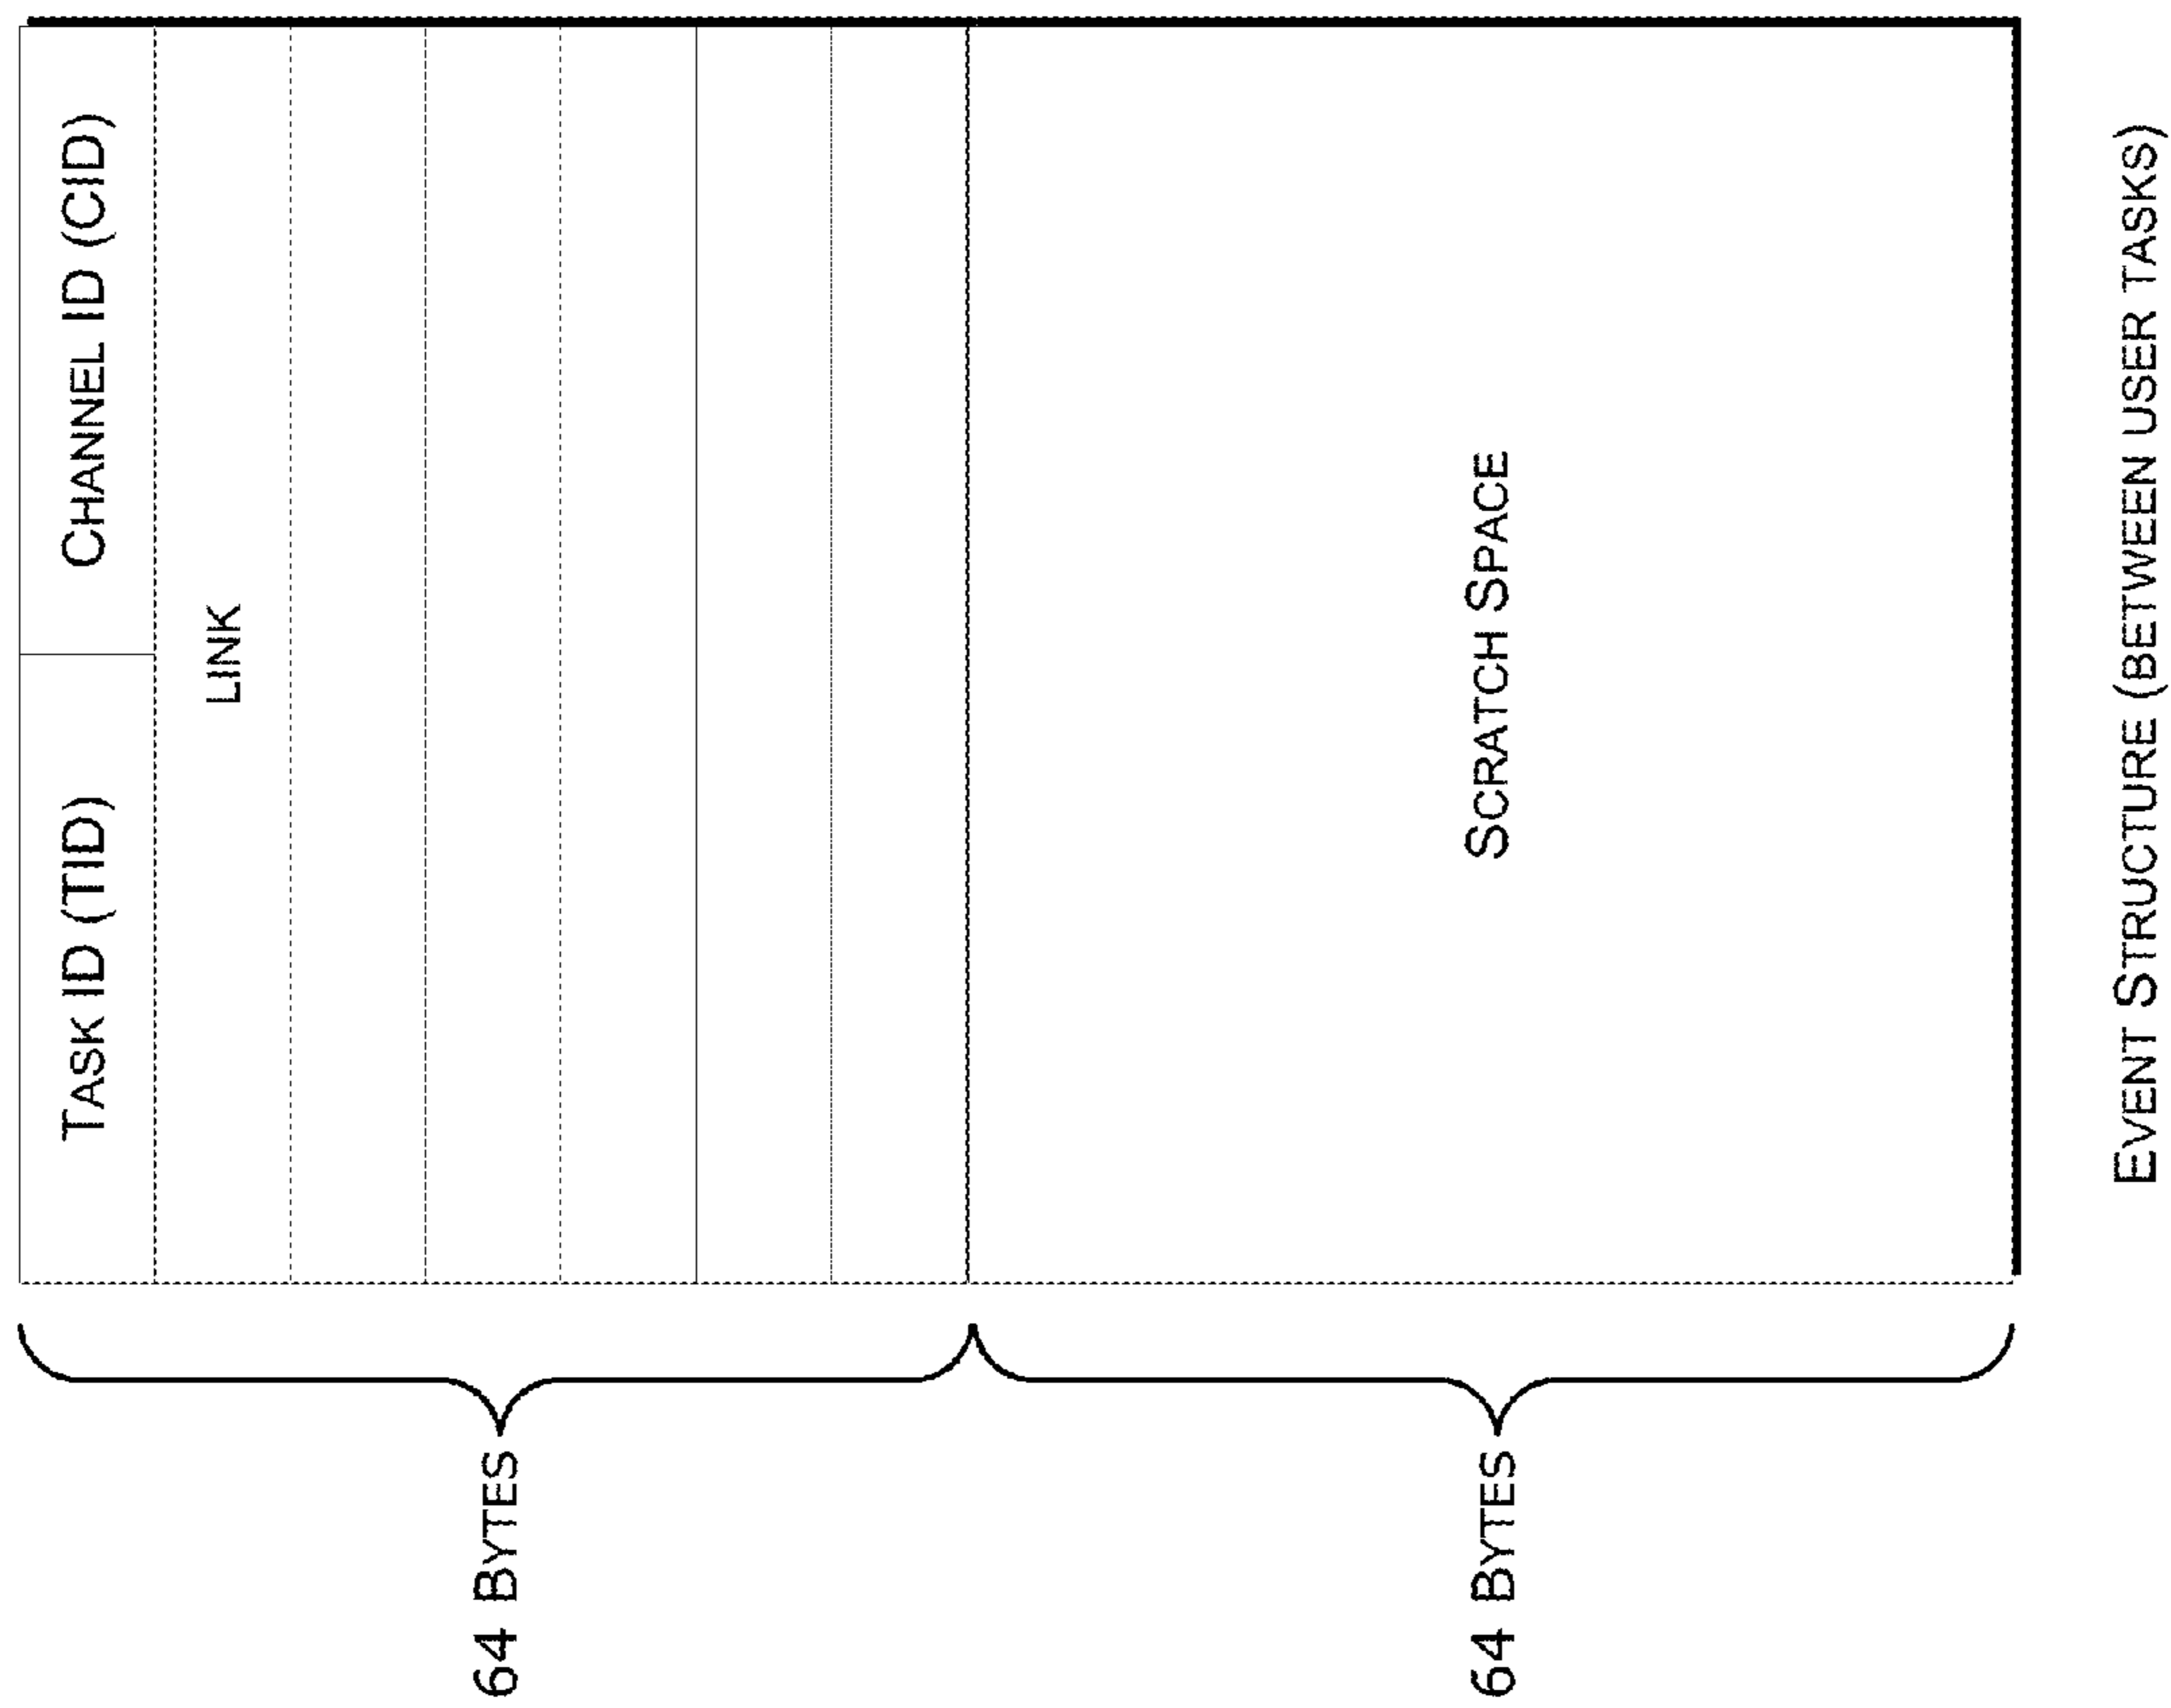 TASK ID (TID)
CHANNEL ID (CID)
LINK
64 BYTES
SCRATCH SPACE
64 BYTES
EVENT STRUCTURE (BETWEEN USER TASKS)